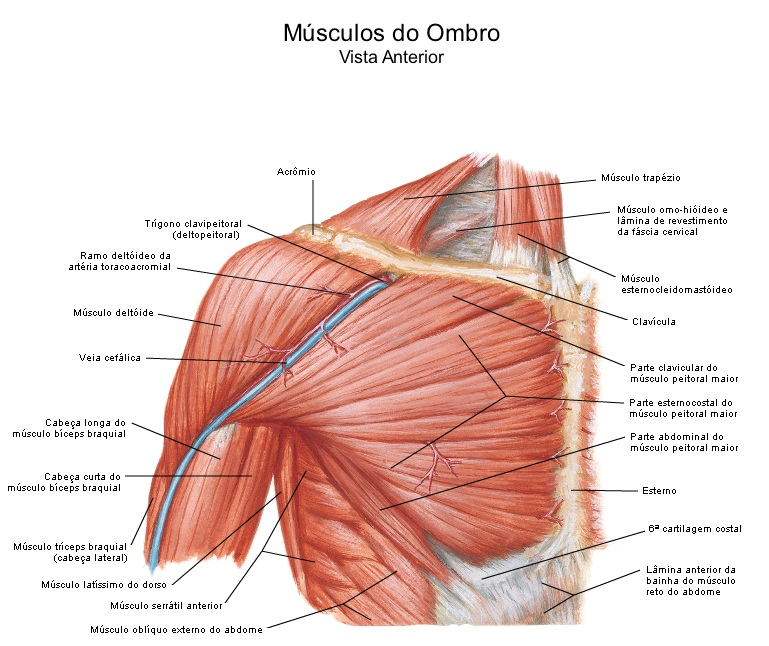 Músculos do Ombro
Vista Anterior
Acrômio
Trígono clavipeitoral
(deltopeitoral)
Ramo deltóideo da
artéria toracoacromial
Músculo deltóide
Veia cefálica
Cabeça longa do
músculo bíceps braquial
Cabeça curta do
músculo bíceps braquial
Músculo tríceps braquial
(cabeça lateral)
Músculo latíssimo do dorso
Músculo serrátil anterior
Músculo oblíquo externo do abdome
Músculo trapézio
Músculo omo-hióideo e
lâmina de revestimento
da fáscia cervical
Músculo
esternocleidomastóideo
Clavícula
Parte clavicular do
músculo peitoral maior
Parte esternocostal do
músculo peitoral maior
Parte abdominal do
músculo peitoral maior
Esterno
6ª cartilagem costal
Lâmina anterior da
bainha do músculo
reto do abdome